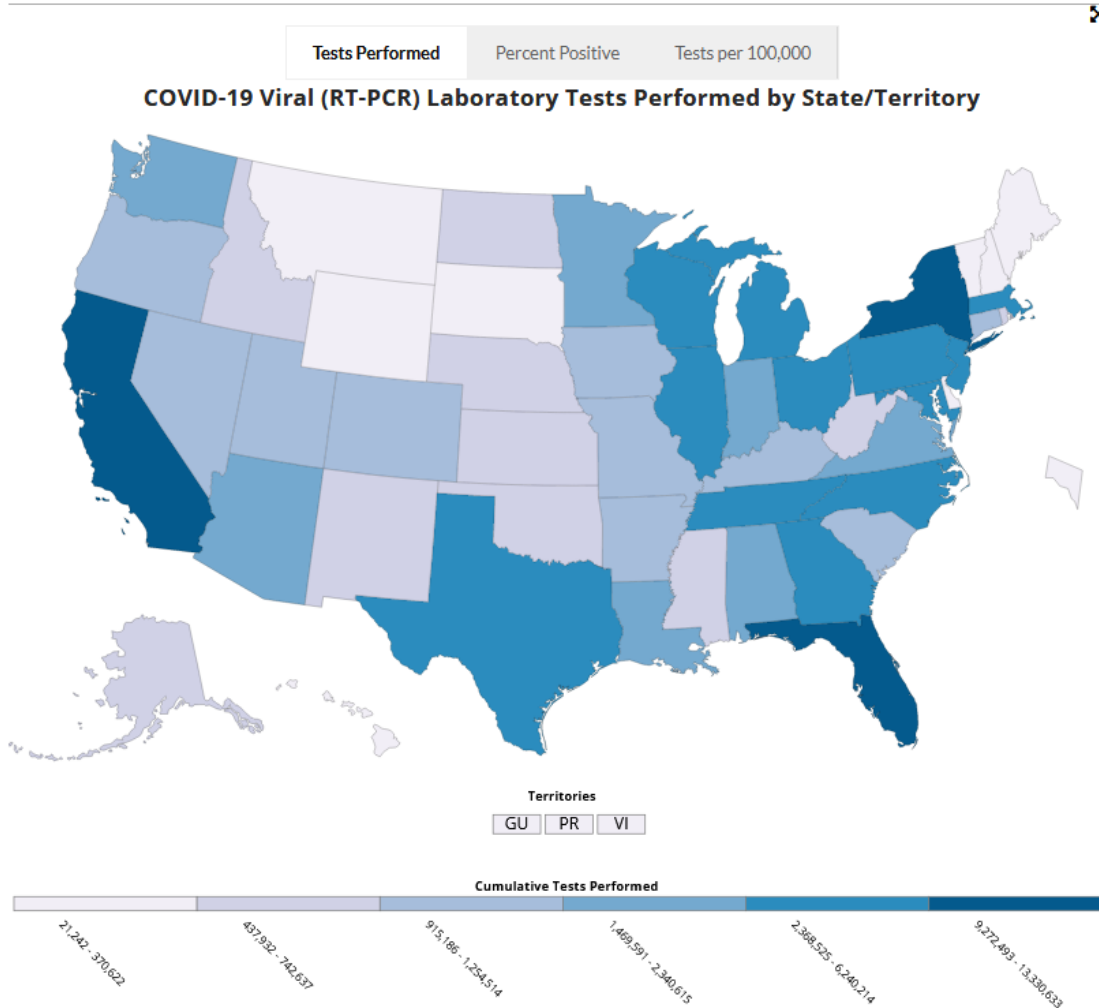 Tests Performed Percent Positive Tests per 100,000
COVID-19 Viral (RT-PCR) Laboratory Tests Performed by State/Territory
Territories
GU PR VI
Cumulative Tests Performed
21,242 - 370,622
437,932 - 742,637
915,186 - 1,254,514
1,469,591 - 2,340,615
2,368,525 - 6,240,214
9,272,493 - 13,330,633